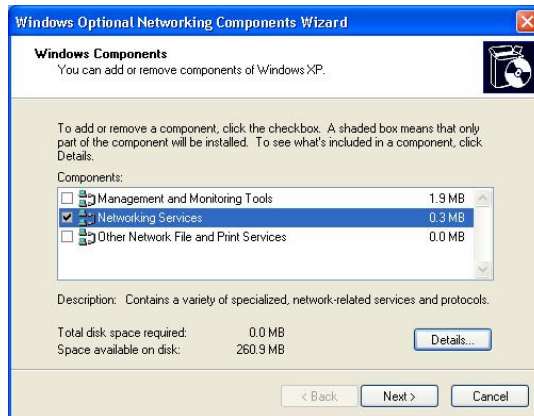 Windows Optional Networking Components Wizard
Windows Components
You can add or remove components of Windows XP.
To add or remove a component, click the checkbox. A shaded box means that only
part of the component will be installed. To see what's included in a component, click
Details.
Components:
Management and Monitoring Tools 1.9 MB
Networking Services 0.3 MB
Other Network File and Print Services 0.0 MB
Description: Contains a variety of specialized, network-related services and protocols.
Total disk space required: 0.0 MB
Space available on disk: 260.9 MB
Details...
< Back Next > Cancel